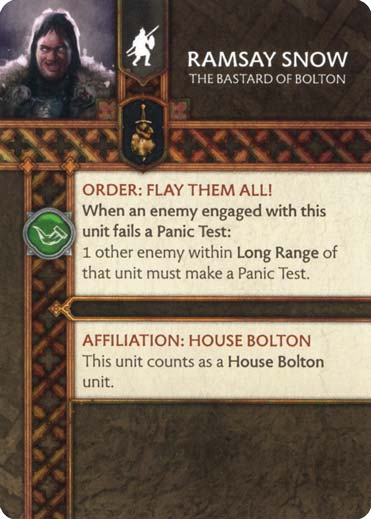 RAMSAY SNOW
THE BASTARD OF BOLTON
ORDER: FLAY THEM ALL!
When an enemy engaged with this
unit fails a Panic Test:
1 other enemy within Long Range of
that unit must make a Panic Test.
AFFILIATION: HOUSE BOLTON
This unit counts as a House Bolton
unit.